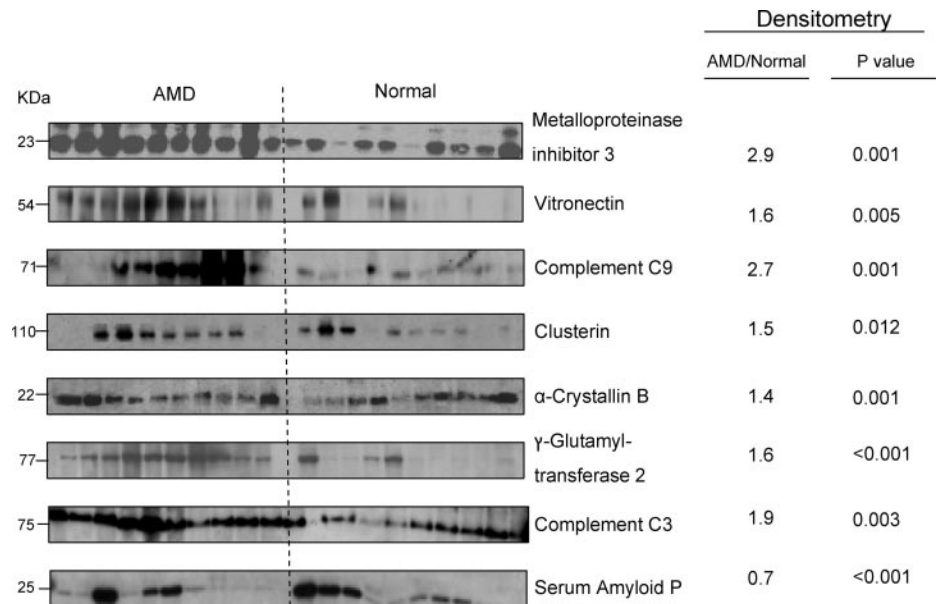 Densitometry
AMD/Normal P value
KDa AMD Normal
23 Metalloproteinase
inhibitor 3 2.9 0.001
54 Vitronectin 1.6 0.005
71 Complement C9 2.7 0.001
110 Clusterin 1.5 0.012
22 α-Crystallin B 1.4 0.001
77 γ-Glutamyl-
transferase 2 1.6 <0.001
75 Complement C3 1.9 0.003
25 Serum Amyloid P 0.7 <0.001